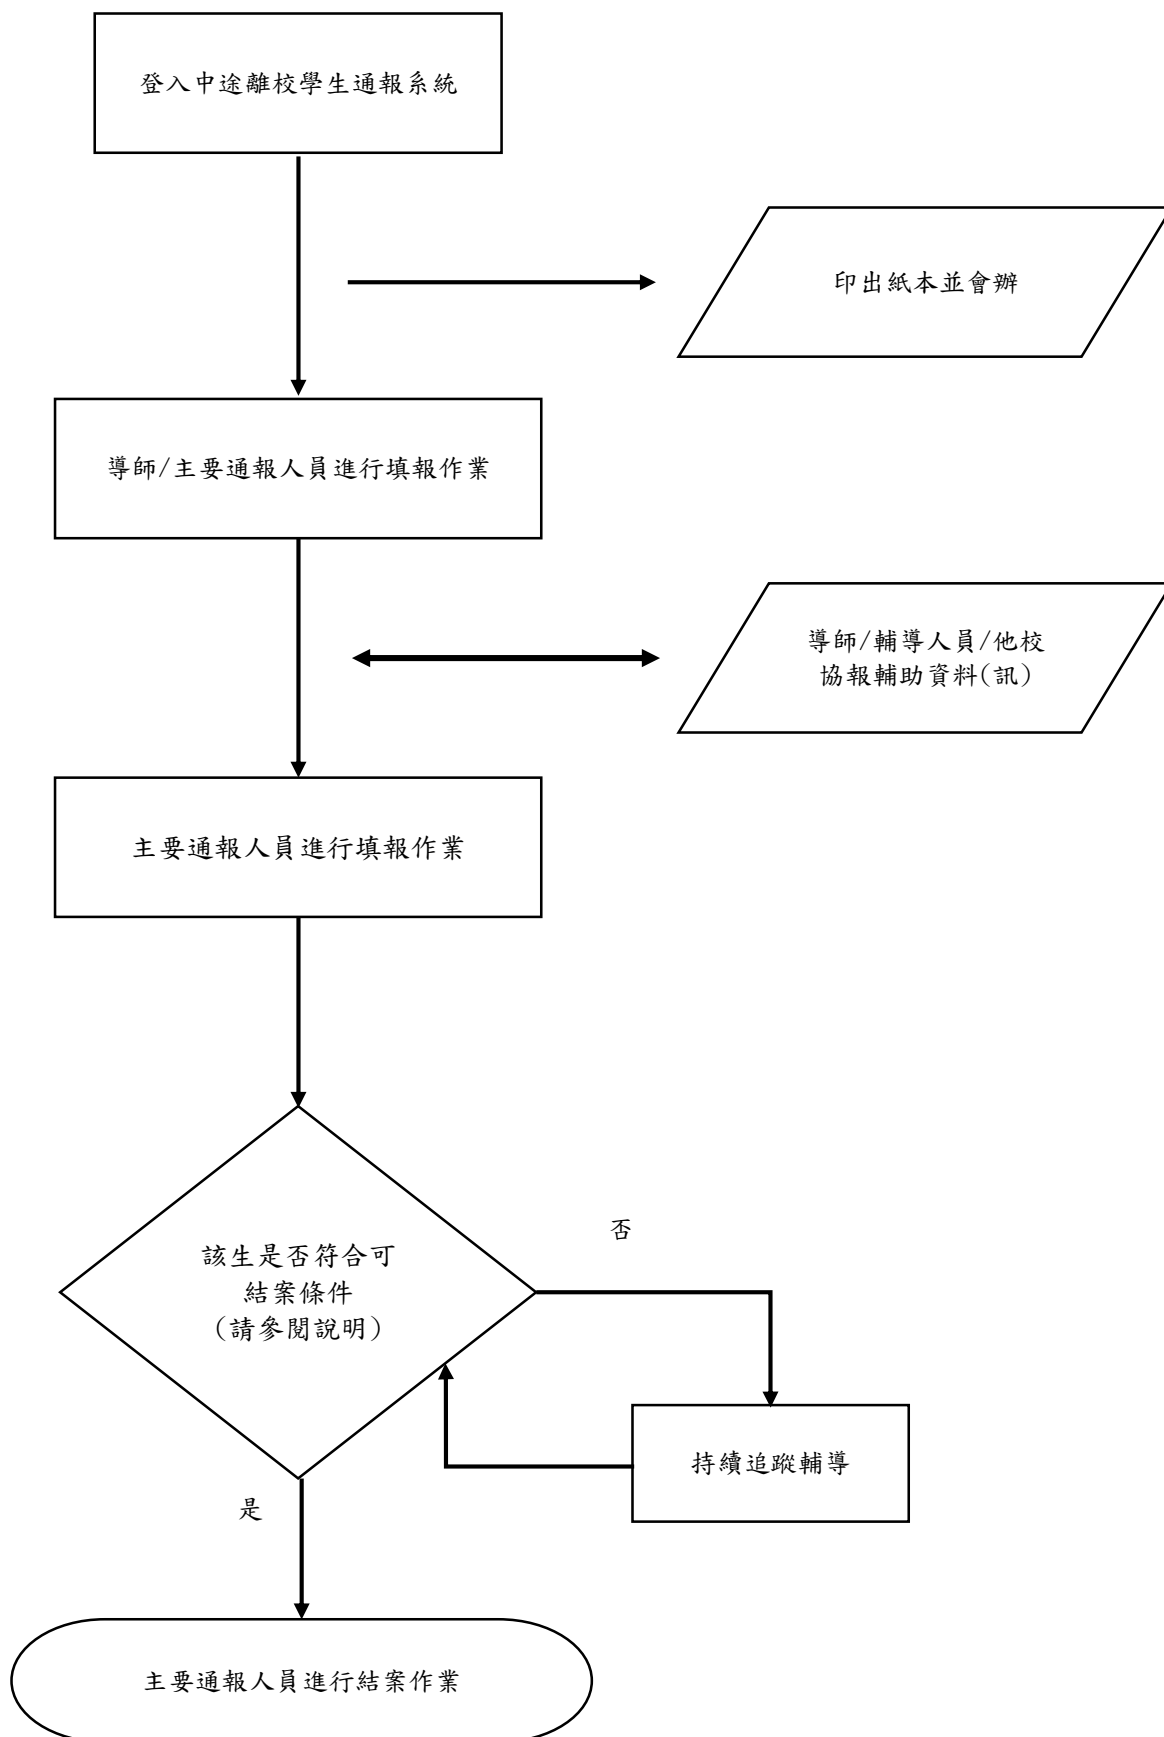 登入中途離校學生通報系統
印出紙本並會辦
導師/主要通報人員進行填報作業
導師/輔導人員/他校
協報輔助資料(訊)
主要通報人員進行填報作業
否
該生是否符合可
結案條件
(請參閱說明)
持續追蹤輔導
是
主要通報人員進行結案作業